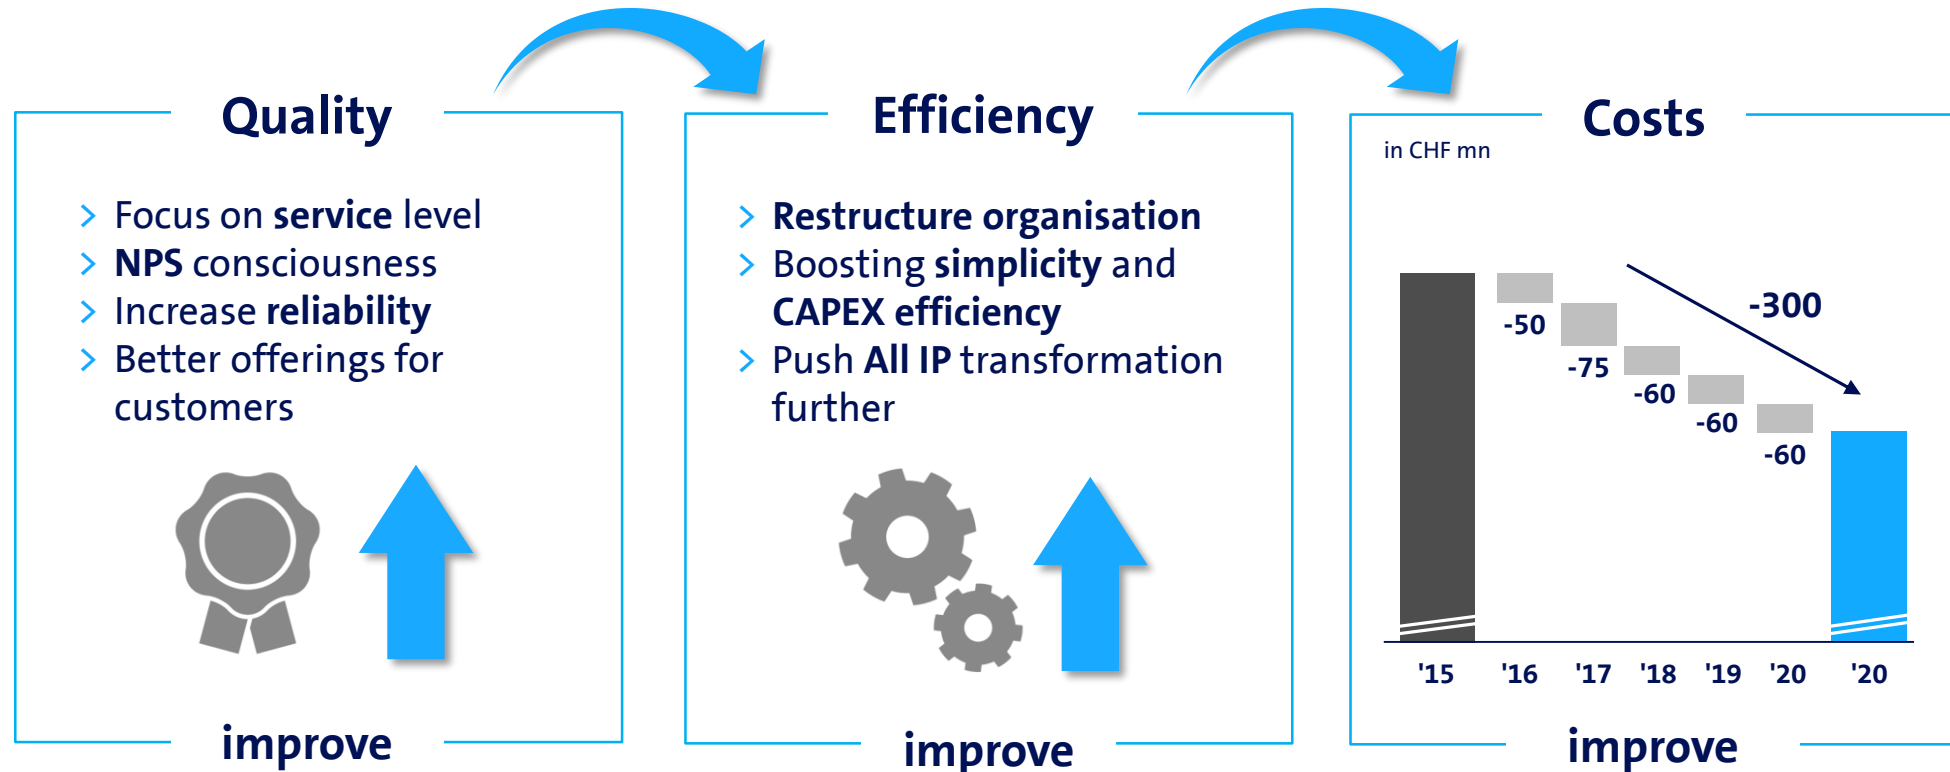 Quality
> Focus on service level
> NPS consciousness
> Increase reliability
> Better offerings for
customers
improve
Efficiency
> Restructure organisation
> Boosting simplicity and
CAPEX efficiency
> Push All IP transformation
further
improve
Costs
in CHF mn
-300
-50
-75
-60
-60
-60
'15 '16 '17 '18 '19 '20 '20
improve